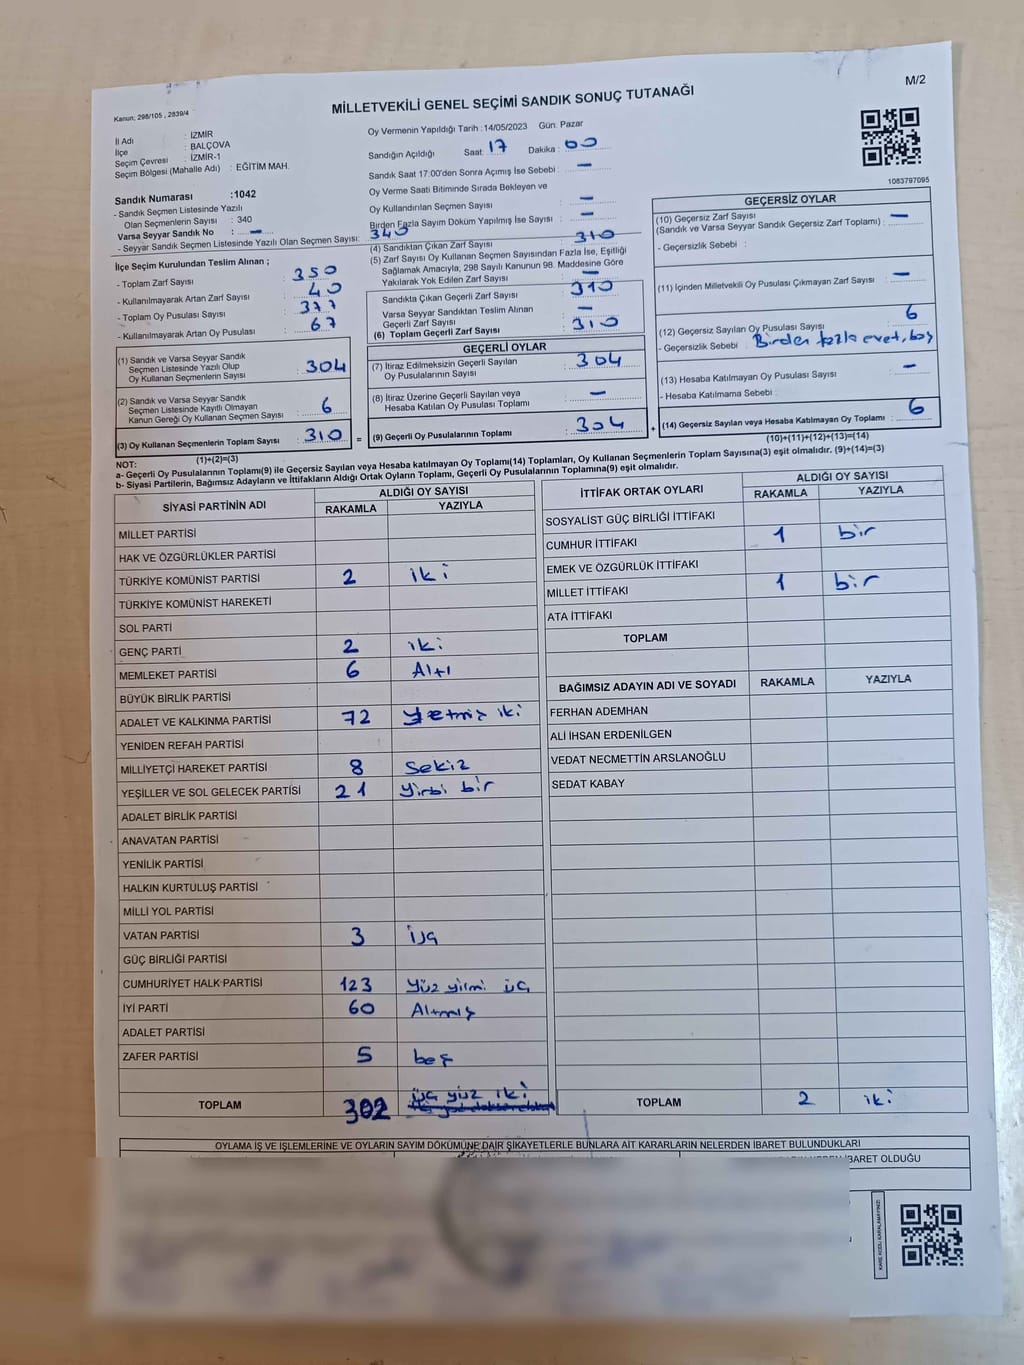 M/2
Kanun; 298/105 , 2839/4
MİLLETVEKİLİ GENEL SEÇİMİ SANDIK SONUÇ TUTANAĞI
İl Adı : İZMİR
İlçe : BALÇOVA
Seçim Çevresi : İZMİR-1
Seçim Bölgesi (Mahalle Adı) : EĞİTİM MAH.
Sandık Numarası :1042
- Sandık Seçmen Listesinde Yazılı
Olan Seçmenlerin Sayısı : 340
Varsa Seyyar Sandık No : -
- Seyyar Sandık Seçmen Listesinde Yazılı Olan Seçmen Sayısı: 340
İlçe Seçim Kurulundan Teslim Alınan ;
- Toplam Zarf Sayısı : 350
- Kullanılmayarak Artan Zarf Sayısı : 40
- Toplam Oy Pusulası Sayısı : 377
- Kullanılmayarak Artan Oy Pusulası : 67
(1) Sandık ve Varsa Seyyar Sandık
Seçmen Listesinde Yazılı Olup
Oy Kullanan Seçmenlerin Sayısı : 304
(2) Sandık ve Varsa Seyyar Sandık
Seçmen Listesinde Kayıtlı Olmayan
Kanun Gereği Oy Kullanan Seçmen Sayısı : 6
(3) Oy Kullanan Seçmenlerin Toplam Sayısı : 310 =
(1)+(2)=(3)
Oy Vermenin Yapıldığı Tarih :14/05/2023 Gün: Pazar
Sandığın Açıldığı Saat: 17 Dakika : 00
Sandık Saat 17:00'den Sonra Açımış İse Sebebi : -
Oy Verme Saati Bitiminde Sırada Bekleyen ve
Oy Kullandırılan Seçmen Sayısı : -
Birden Fazla Sayım Döküm Yapılmış İse Sayısı : -
(4) Sandıktan Çıkan Zarf Sayısı : 310
(5) Zarf Sayısı Oy Kullanan Seçmen Sayısından Fazla İse, Eşitliği
Sağlamak Amacıyla, 298 Sayılı Kanunun 98. Maddesine Göre
Yakılarak Yok Edilen Zarf Sayısı : -
Sandıkta Çıkan Geçerli Zarf Sayısı : 310
Varsa Seyyar Sandıktan Teslim Alınan
Geçerli Zarf Sayısı : -
(6) Toplam Geçerli Zarf Sayısı : 310
GEÇERLİ OYLAR
(7) İtiraz Edilmeksizin Geçerli Sayılan
Oy Pusulalarının Sayısı : 304
(8) İtiraz Üzerine Geçerli Sayılan veya
Hesaba Katılan Oy Pusulası Toplamı : -
(9) Geçerli Oy Pusulalarının Toplamı : 304 +
1083797095
GEÇERSİZ OYLAR
(10) Geçersiz Zarf Sayısı
(Sandık ve Varsa Seyyar Sandık Geçersiz Zarf Toplamı) : -
- Geçersizlik Sebebi :
(11) İçinden Milletvekili Oy Pusulası Çıkmayan Zarf Sayısı : -
(12) Geçersiz Sayılan Oy Pusulası Sayısı : 6
- Geçersizlik Sebebi : Birden fazla evet, boş
(13) Hesaba Katılmayan Oy Pusulası Sayısı : -
- Hesaba Katılmama Sebebi :
(14) Geçersiz Sayılan veya Hesaba Katılmayan Oy Toplamı : 6
(10)+(11)+(12)+(13)=(14)
NOT:
a- Geçerli Oy Pusulalarının Toplamı(9) ile Geçersiz Sayılan veya Hesaba katılmayan Oy Toplamı(14) Toplamları, Oy Kullanan Seçmenlerin Toplam Sayısına(3) eşit olmalıdır. (9)+(14)=(3)
b- Siyasi Partilerin, Bağımsız Adayların ve İttifakların Aldığı Ortak Oyların Toplamı, Geçerli Oy Pusulalarının Toplamına(9) eşit olmalıdır.
SİYASİ PARTİNİN ADI ALDIĞI OY SAYISI
RAKAMLA YAZIYLA
MİLLET PARTİSİ
HAK VE ÖZGÜRLÜKLER PARTİSİ
TÜRKİYE KOMÜNİST PARTİSİ 2 iki
TÜRKİYE KOMÜNİST HAREKETİ
SOL PARTİ
GENÇ PARTİ 2 iki
MEMLEKET PARTİSİ 6 Altı
BÜYÜK BİRLİK PARTİSİ
ADALET VE KALKINMA PARTİSİ 72 yetmiş iki
YENİDEN REFAH PARTİSİ
MİLLİYETÇİ HAREKET PARTİSİ 8 Sekiz
YEŞİLLER VE SOL GELECEK PARTİSİ 21 yirbi bir
ADALET BİRLİK PARTİSİ
ANAVATAN PARTİSİ
YENİLİK PARTİSİ
HALKIN KURTULUŞ PARTİSİ
MİLLİ YOL PARTİSİ
VATAN PARTİSİ 3 üç
GÜÇ BİRLİĞİ PARTİSİ
CUMHURİYET HALK PARTİSİ 123 yüz yilmi üç
İYİ PARTİ 60 Altmış
ADALET PARTİSİ
ZAFER PARTİSİ 5 beş
TOPLAM 302 üç yüz iki
İTTİFAK ORTAK OYLARI ALDIĞI OY SAYISI
RAKAMLA YAZIYLA
SOSYALİST GÜÇ BİRLİĞİ İTTİFAKI
CUMHUR İTTİFAKI 1 bir
EMEK VE ÖZGÜRLÜK İTTİFAKI
MİLLET İTTİFAKI 1 bir
ATA İTTİFAKI
TOPLAM
BAĞIMSIZ ADAYIN ADI VE SOYADI RAKAMLA YAZIYLA
FERHAN ADEMHAN
ALİ İHSAN ERDENİLGEN
VEDAT NECMETTİN ARSLANOĞLU
SEDAT KABAY
TOPLAM 2 iki
OYLAMA İŞ VE İŞLEMLERİNE VE OYLARIN SAYIM DÖKÜMÜNE DAİR ŞİKAYETLERLE BUNLARA AİT KARARLARIN NELERDEN İBARET BULUNDUKLARI
İBARET OLDUĞU
KARE KODU KARALAMAYINIZ!